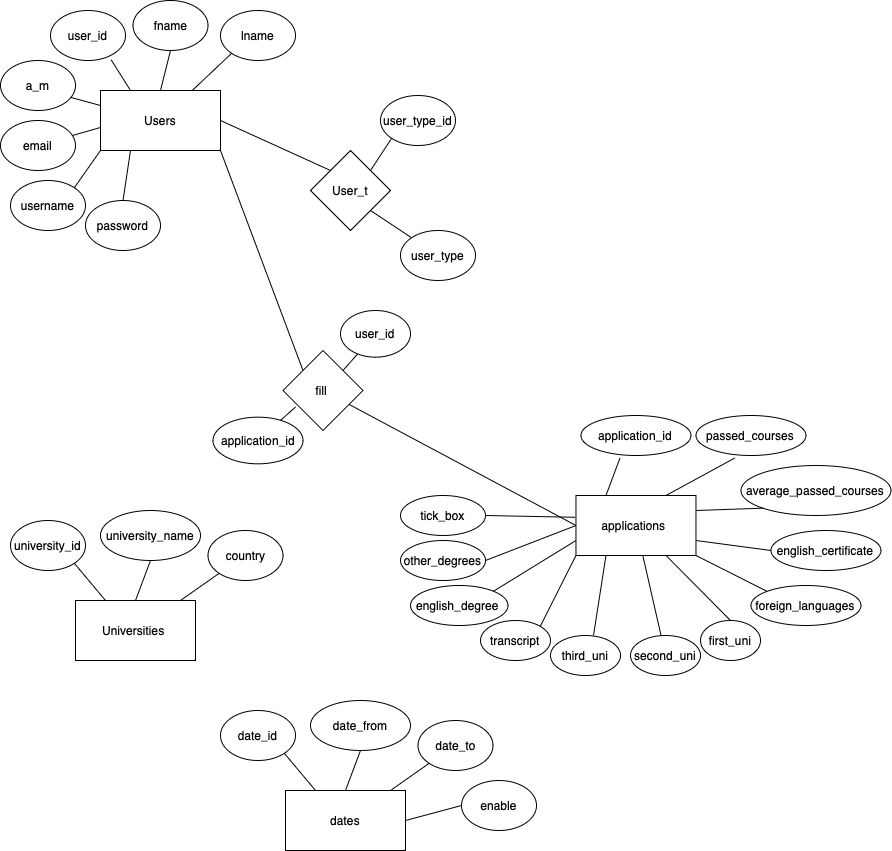 fname
user_id
lname
a_m
Users
email
username
password
user_type_id
User_t
user_type
user_id
fill
application_id
application_id
passed_courses
average_passed_courses
tick_box
applications
other_degrees
english_certificate
english_degree
foreign_languages
transcript
third_uni
second_uni
first_uni
university_id
university_name
country
Universities
date_id
date_from
date_to
enable
dates